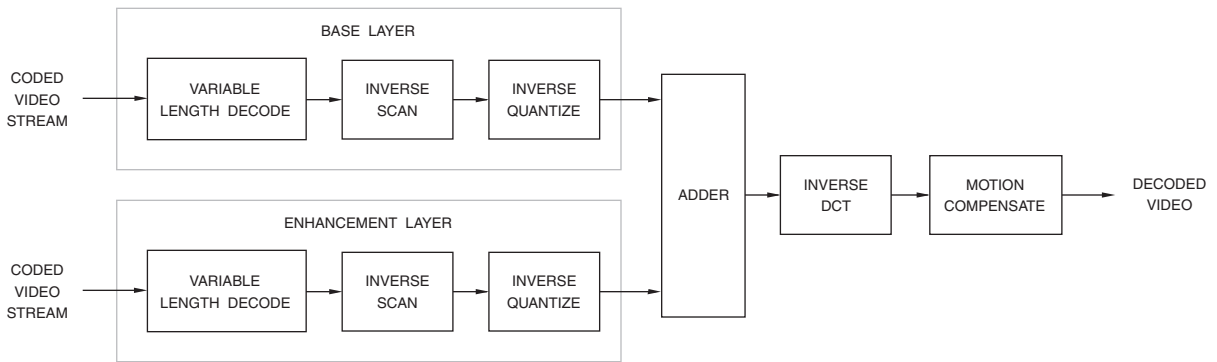 BASE LAYER
CODED
VIDEO
STREAM
VARIABLE
LENGTH DECODE
INVERSE
SCAN
INVERSE
QUANTIZE
ENHANCEMENT LAYER
CODED
VIDEO
STREAM
VARIABLE
LENGTH DECODE
INVERSE
SCAN
INVERSE
QUANTIZE
ADDER
INVERSE
DCT
MOTION
COMPENSATE
DECODED
VIDEO